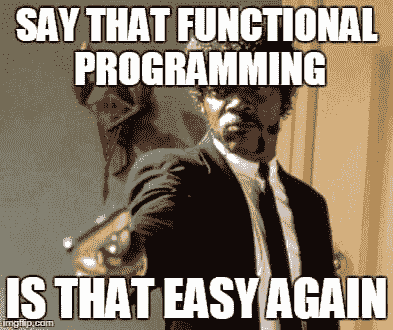 SAY THAT FUNCTIONAL
PROGRAMMING
IS THAT EASY AGAIN
imgflip.com